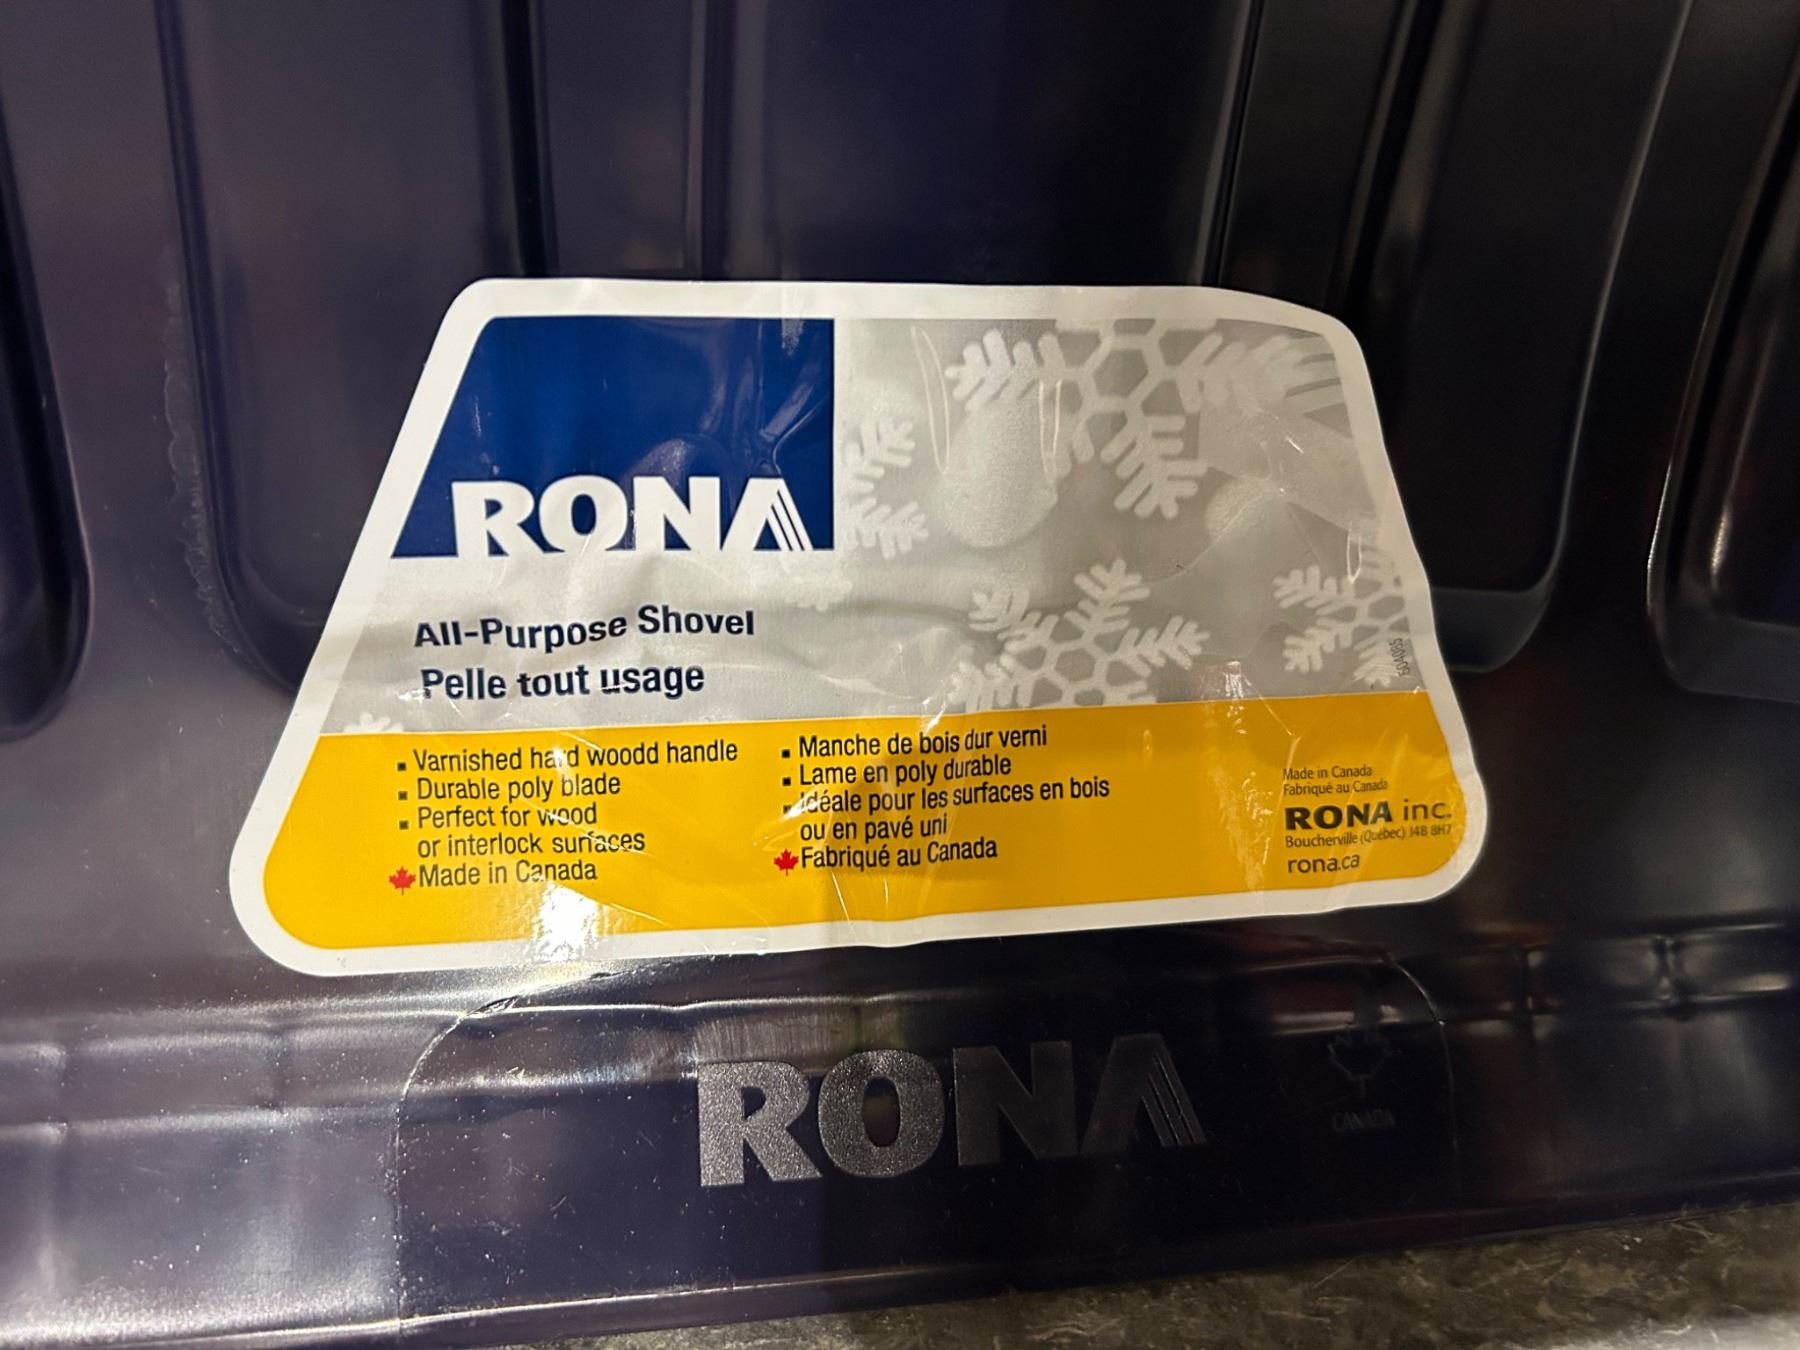 RONA
All-Purpose Shovel
Pelle tout usage
▪ Varnished hard woodd handle
▪ Durable poly blade
▪ Perfect for wood
or interlock surfaces
Made in Canada
▪ Manche de bois dur verni
▪ Lame en poly durable
▪ Idéale pour les surfaces en bois
ou en pavé uni
Fabriqué au Canada
Made in Canada
Fabriqué au Canada
RONA inc.
Boucherville (Québec) J4B 8H7
rona.ca
RONA
CANADA